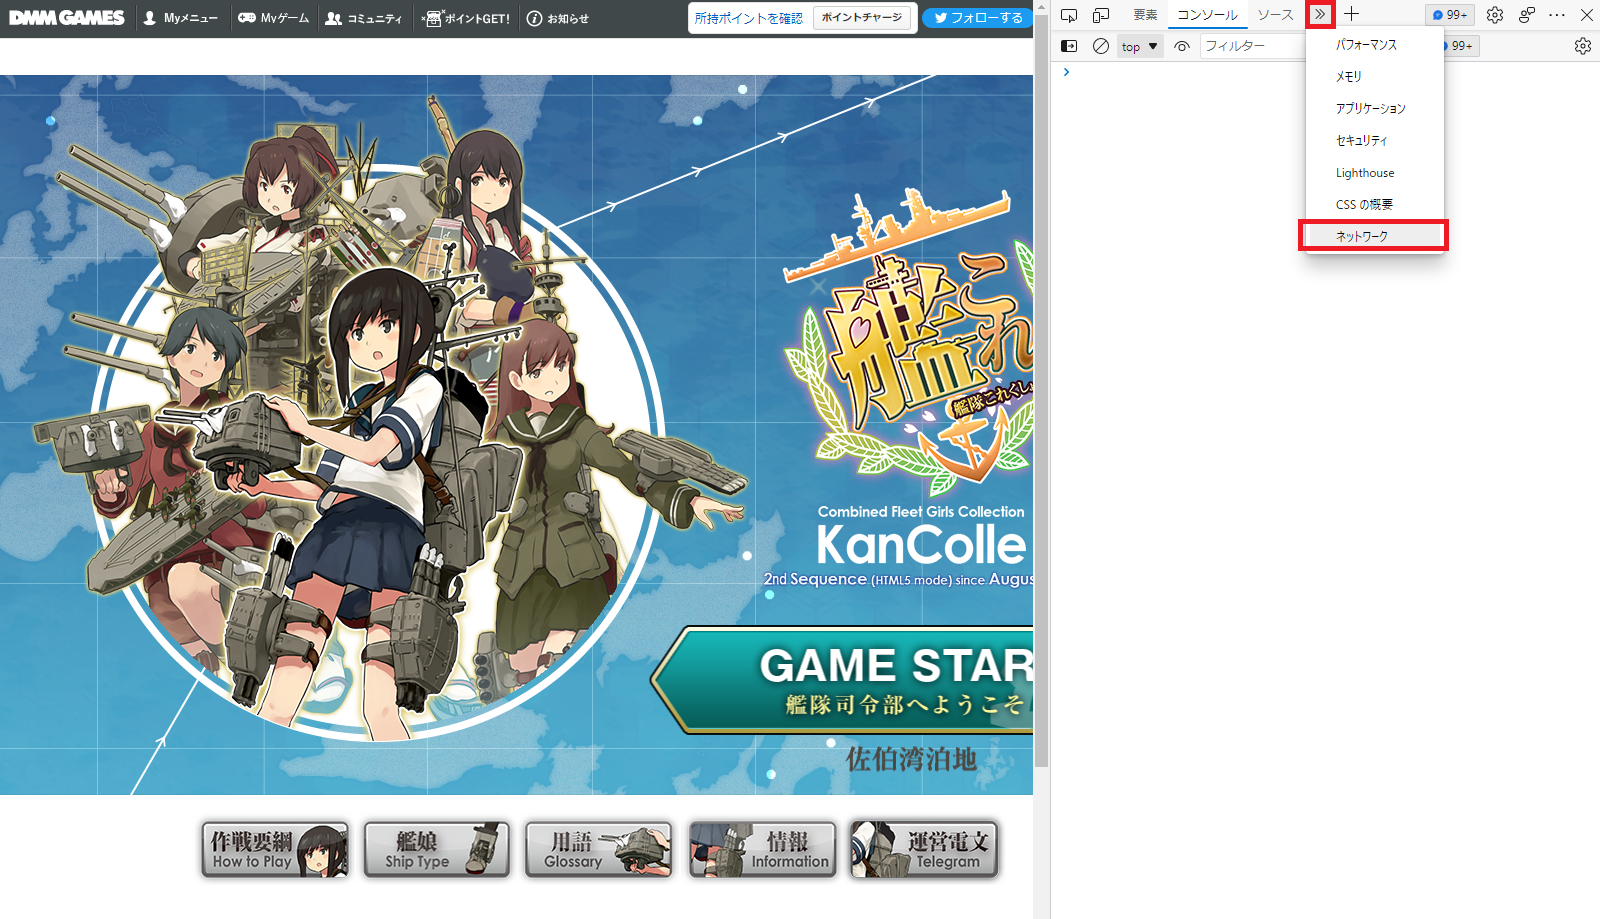 DMM GAMES
Myメニュー
Myゲーム
コミュニティ
ポイントGET!
お知らせ
所持ポイントを確認
ポイントチャージ
フォローする
要素
コンソール
ソース
99+
top
フィルター
99+
パフォーマンス
メモリ
アプリケーション
セキュリティ
Lighthouse
CSS の概要
ネットワーク
艦これ
艦隊これくしょ
Combined Fleet Girls Collection
KanColle
2nd Sequence (HTML5 mode) since Augus
GAME STAR
艦隊司令部へようこそ
佐伯湾泊地
作戦要綱
How to Play
艦娘
Ship Type
用語
Glossary
情報
Information
運営電文
Telegram